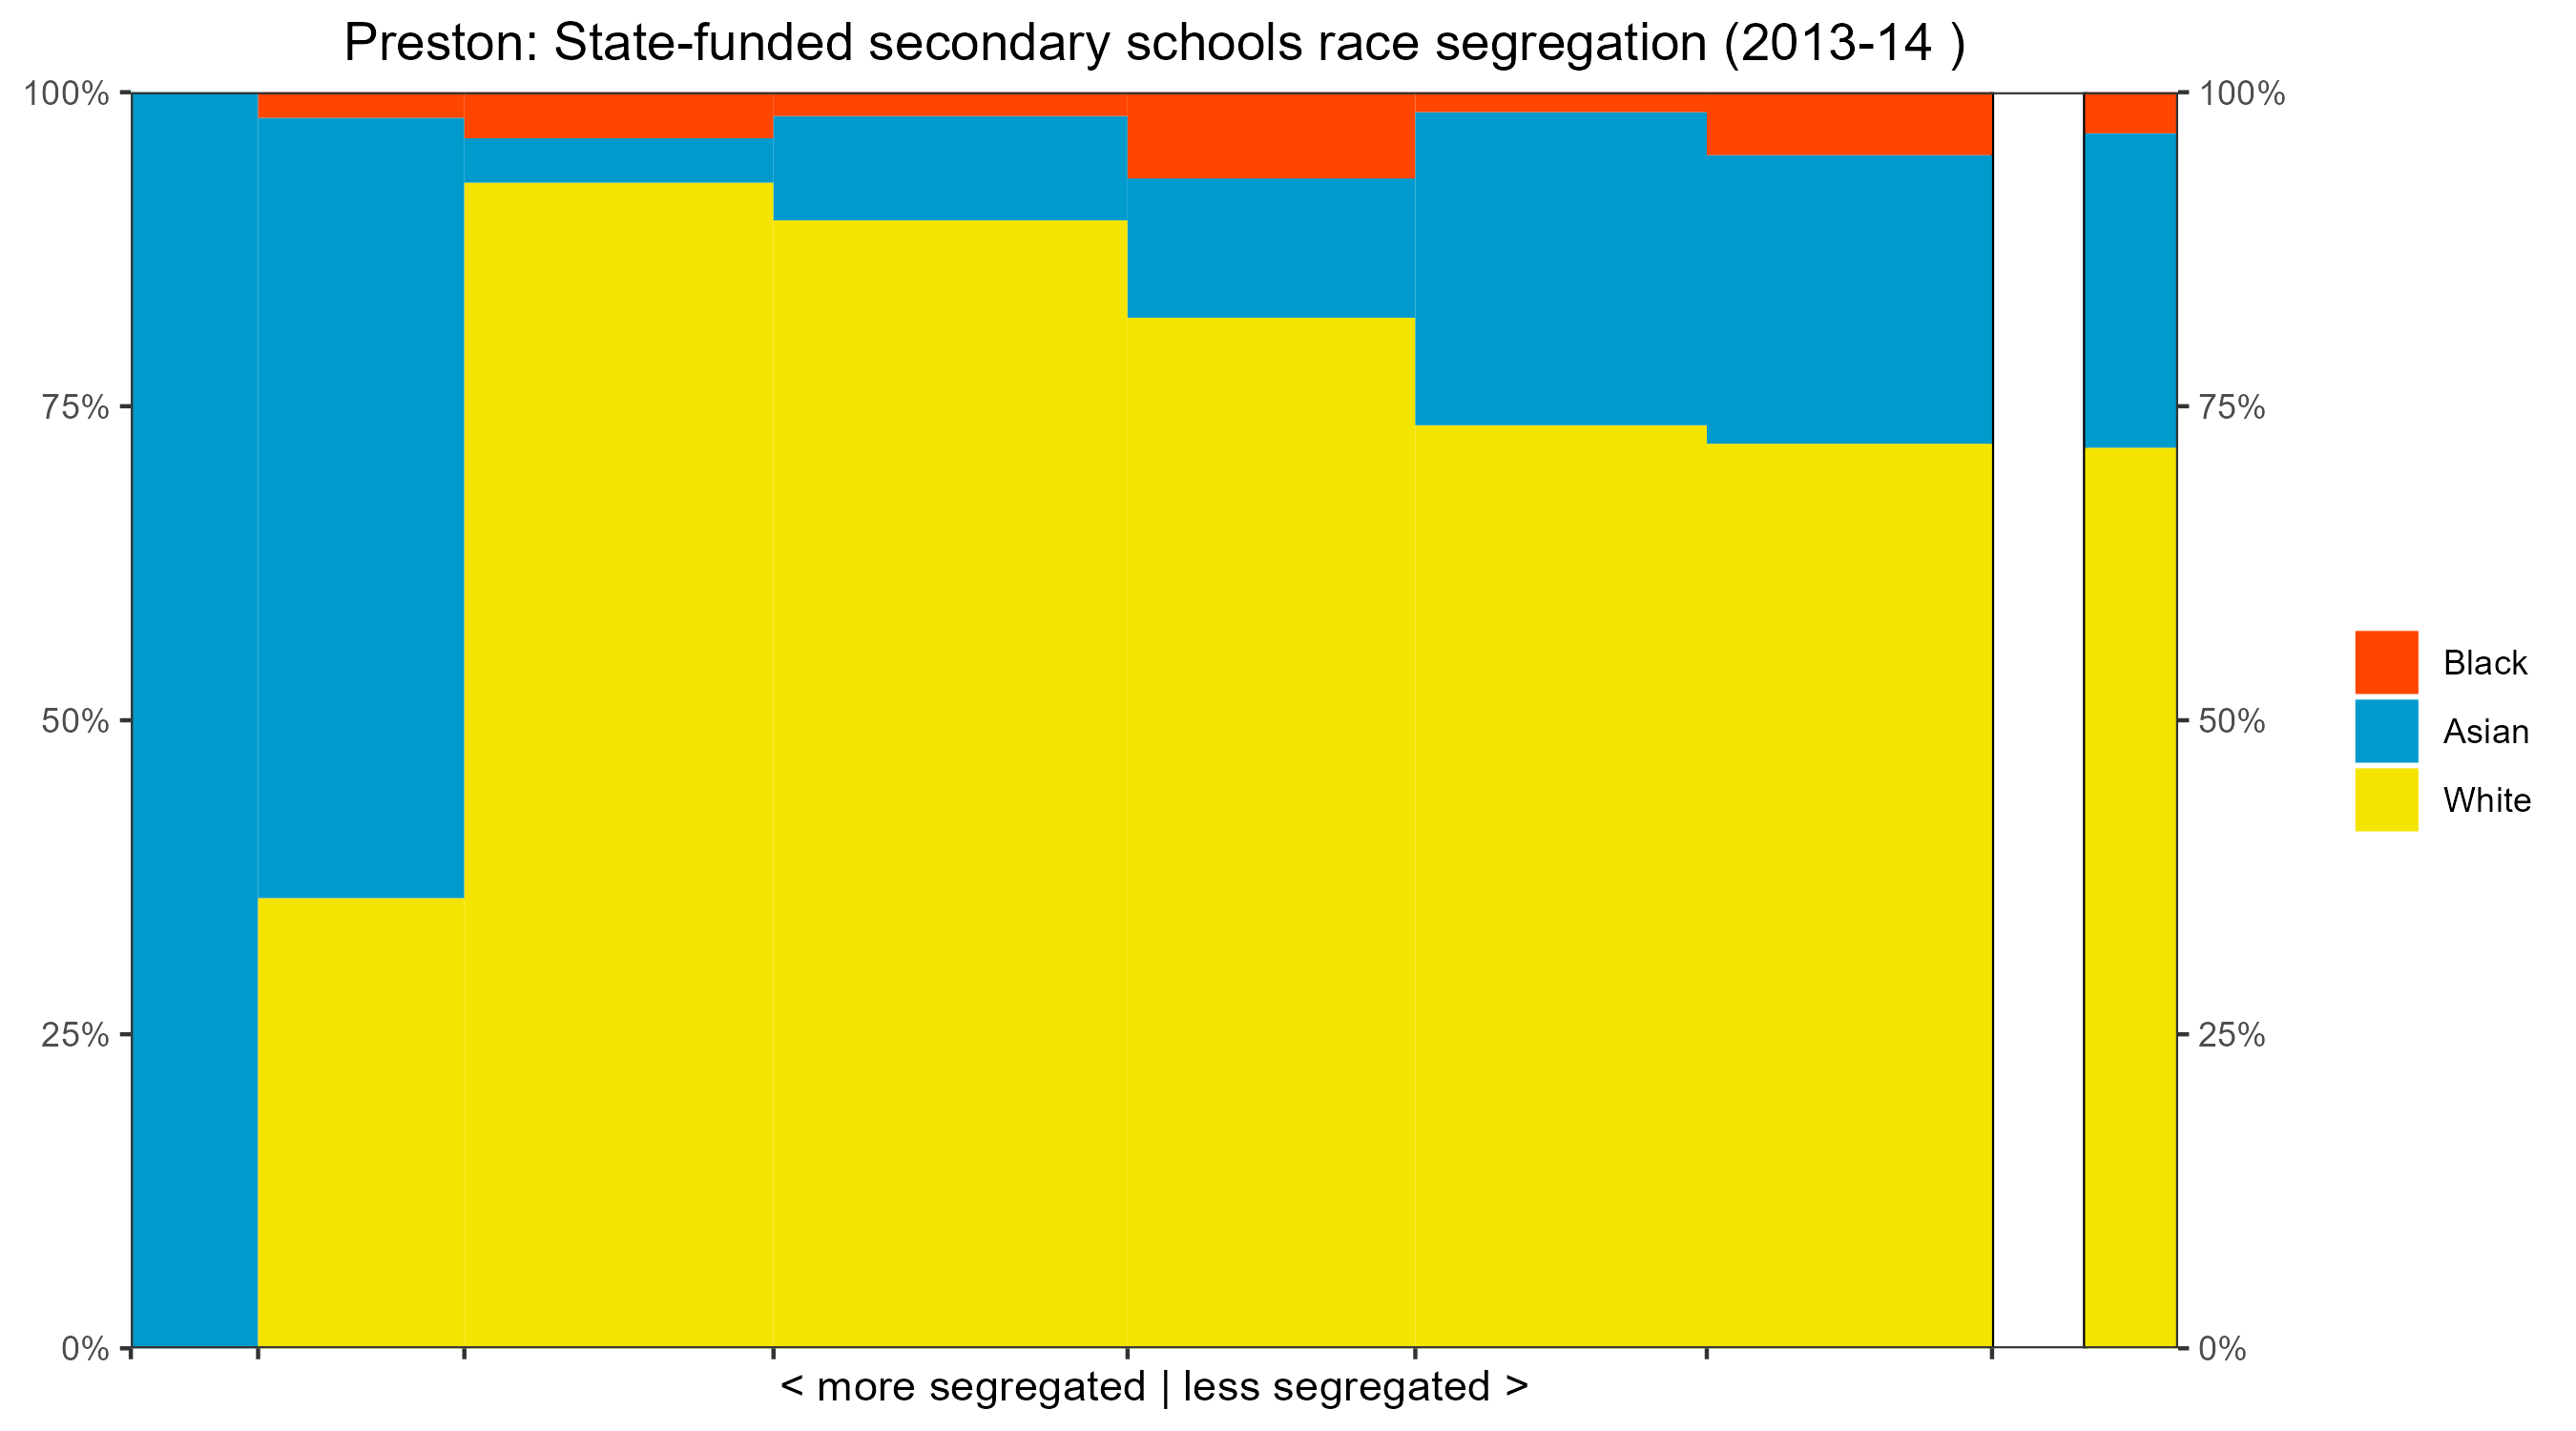 Preston: State-funded secondary schools race segregation (2013-14 )
100%
75%
50%
25%
0%
100%
75%
50%
25%
0%
Black
Asian
White
< more segregated | less segregated >